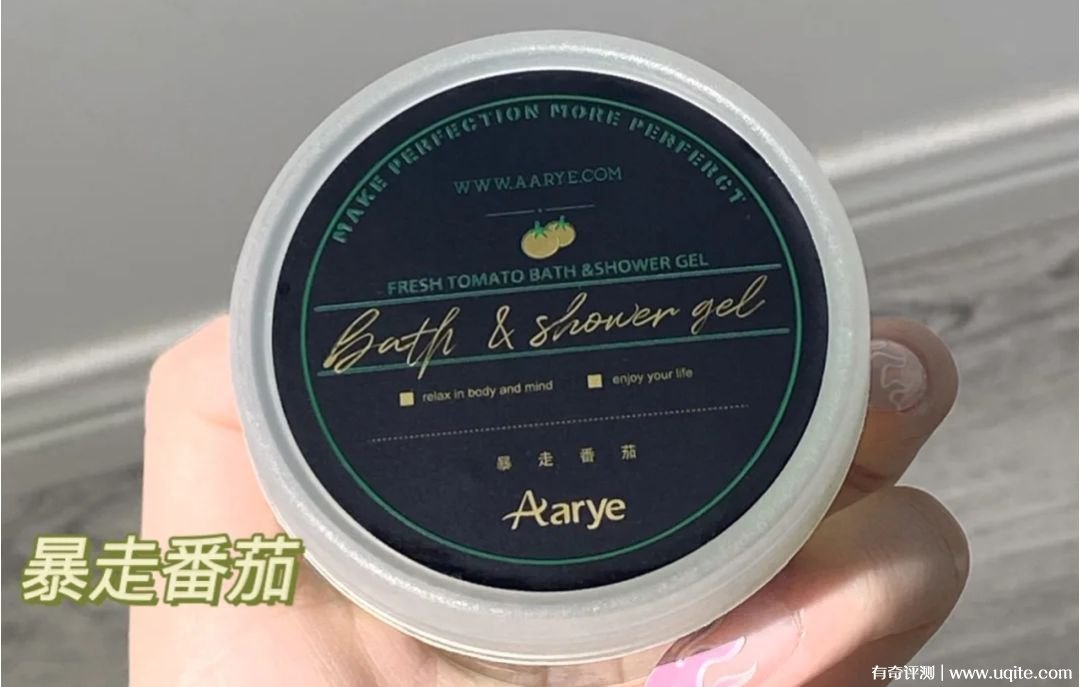 MAKE PERFECTION MORE PERFERCT
WWW.AARYE.COM
FRESH TOMATO BATH &SHOWER GEL
Bath & shower gel
relax in body and mind
enjoy your life
暴走番茄
Aarye
暴走番茄
有奇评测 | www.uqite.com